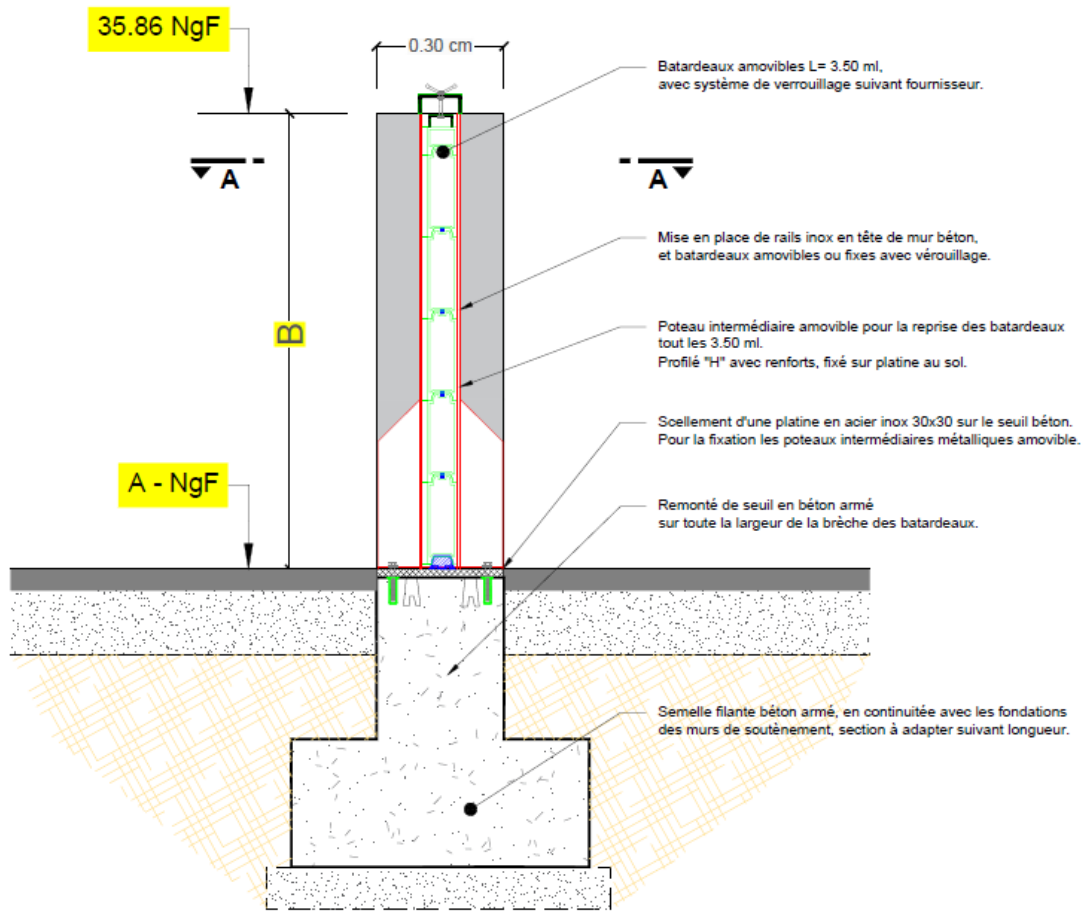 35.86 NgF
0.30 cm
Batardeaux amovibles L= 3.50 ml,
avec système de verrouillage suivant fournisseur.
A
A
Mise en place de rails inox en tête de mur béton,
et batardeaux amovibles ou fixes avec vérouillage.
B
Poteau intermédiaire amovible pour la reprise des batardeaux
tout les 3.50 ml.
Profilé "H" avec renforts, fixé sur platine au sol.
Scellement d'une platine en acier inox 30x30 sur le seuil béton.
Pour la fixation les poteaux intermédiaires métalliques amovible.
A - NgF
Remonté de seuil en béton armé
sur toute la largeur de la brèche des batardeaux.
Semelle filante béton armé, en continuitée avec les fondations
des murs de soutènement, section à adapter suivant longueur.